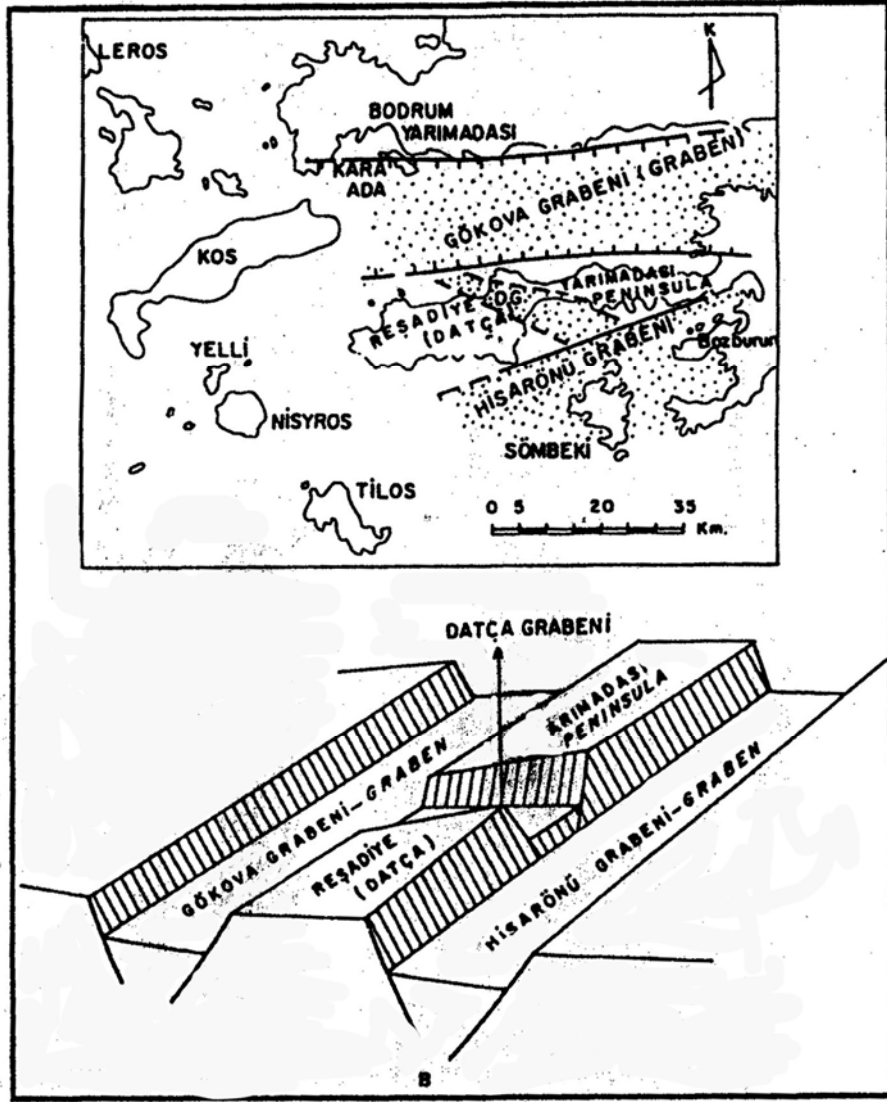 LEROS
K
BODRUM
YARIMADASI
KARA
ADA
GÖKOVA GRABENİ (GRABEN)
KOS
YARIMADASI
PENINSULA
DG
REŞADİYE
(DATÇA)
HİSARÖNÜ GRABENİ
Bozburun
YELLİ
NİSYROS
SÖMBEKİ
TİLOS
0 5 20 35
Km.
DATÇA GRABENİ
ARIMADASI
PENINSULA
GÖKOVA GRABENİ-GRABEN
REŞADİYE
(DATÇA)
HİSARÖNÜ GRABENİ-GRABEN
B